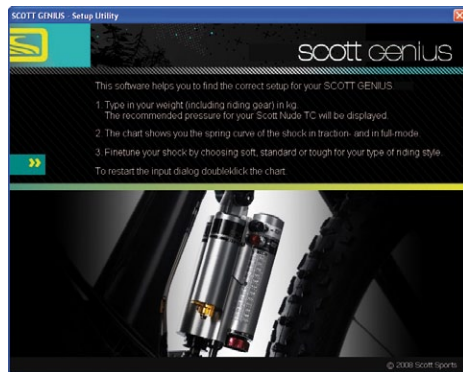 SCOTT GENIUS - Setup Utility
scott genius
This software helps you to find the correct setup for your SCOTT GENIUS.
1. Type in your weight (including riding gear) in kg.
The recommended pressure for your Scott Nude TC will be displayed.
2. The chart shows you the spring curve of the shock in traction- and in full-mode.
3. Finetune your shock by choosing soft, standard or tough for your type of riding style.
To restart the input dialog doubleklick the chart
© 2008 Scott Sports